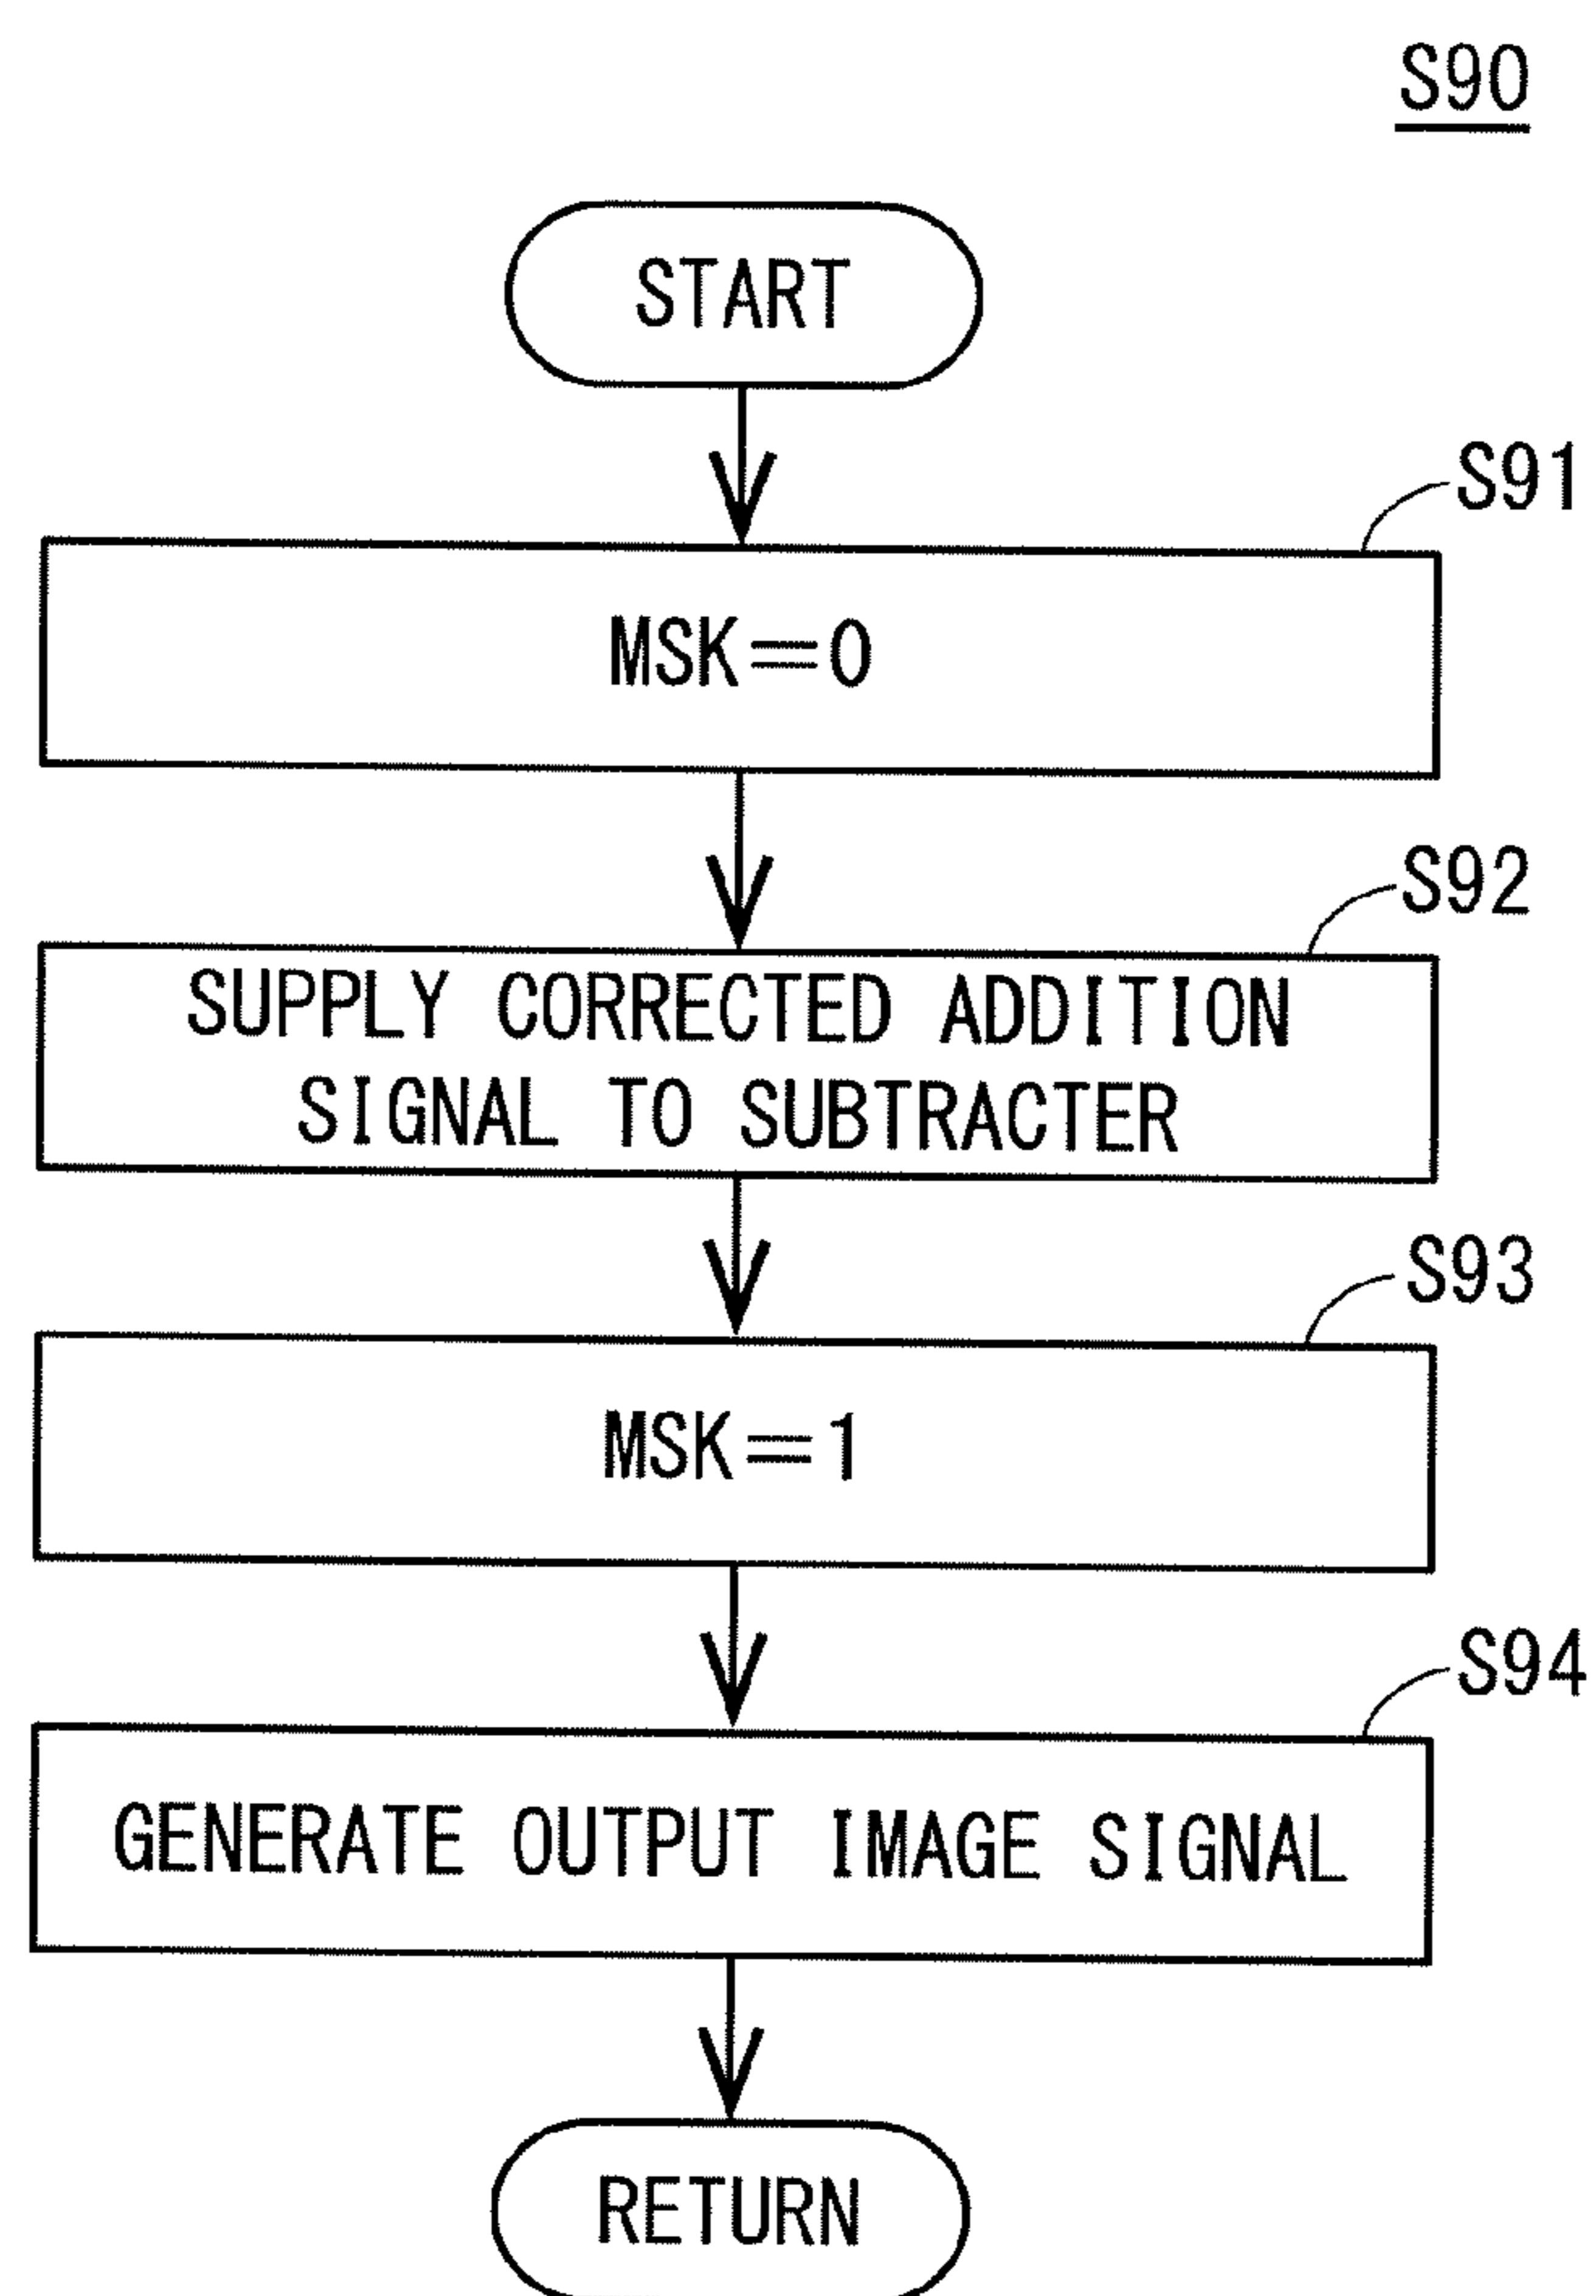 S90
START
S91
MSK=0
S92
SUPPLY CORRECTED ADDITION
SIGNAL TO SUBTRACTER
S93
MSK=1
S94
GENERATE OUTPUT IMAGE SIGNAL
RETURN